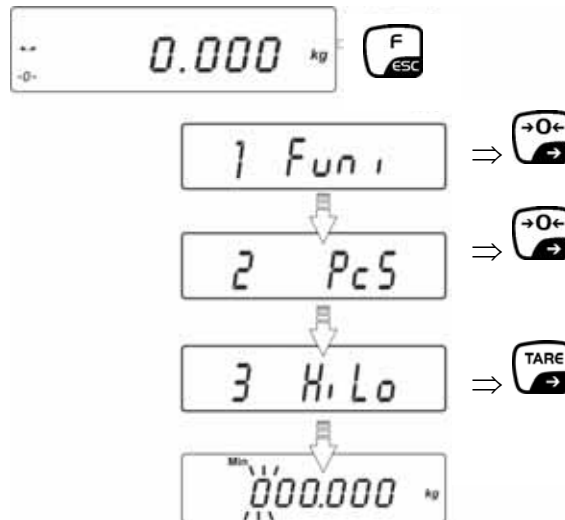 0.000 kg F
-0- ESC
1 Funi →0←
2 PcS →0←
3 HiLo TARE
Min
000.000 kg